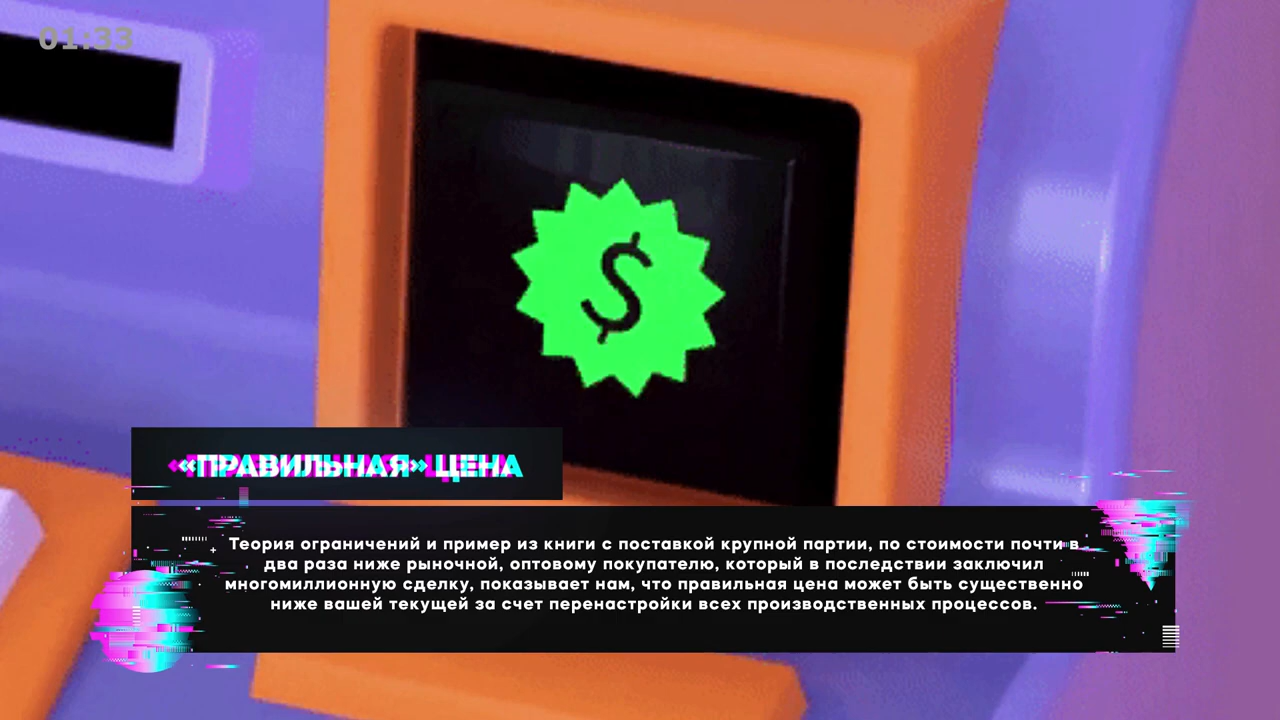 01:33
$
«ПРАВИЛЬНАЯ» ЦЕНА
Теория ограничений и пример из книги с поставкой крупной партии, по стоимости почти в
два раза ниже рыночной, оптовому покупателю, который в последствии заключил
многомиллионную сделку, показывает нам, что правильная цена может быть существенно
ниже вашей текущей за счет перенастройки всех производственных процессов.